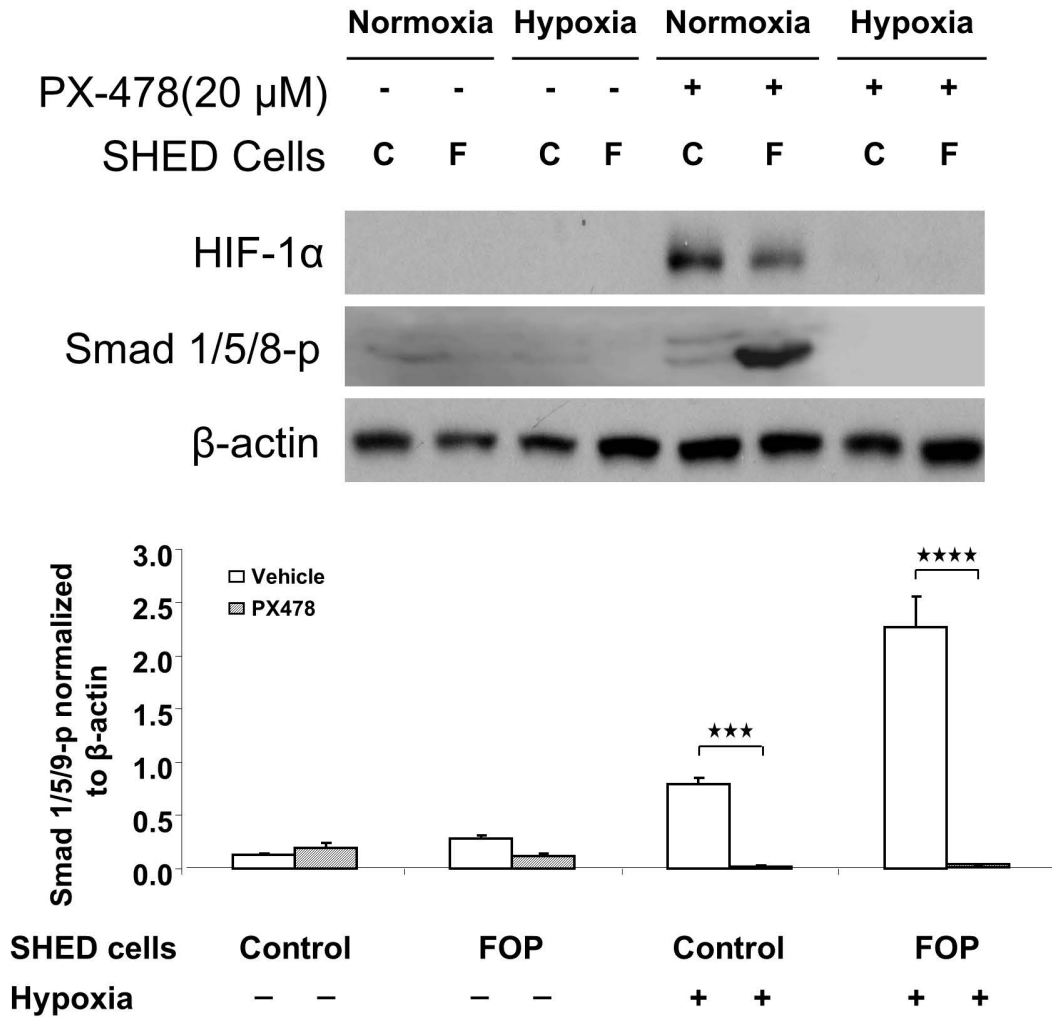 Normoxia Hypoxia Normoxia Hypoxia
PX-478(20 μM) - - - - + + + +
SHED Cells C F C F C F C F
HIF-1α
Smad 1/5/8-p
β-actin
Smad 1/5/9-p normalized
to β-actin
3.0
2.5
2.0
1.5
1.0
0.5
0.0
Vehicle
PX478
★★★
★★★★
SHED cells Control FOP Control FOP
Hypoxia – – – – + + + +